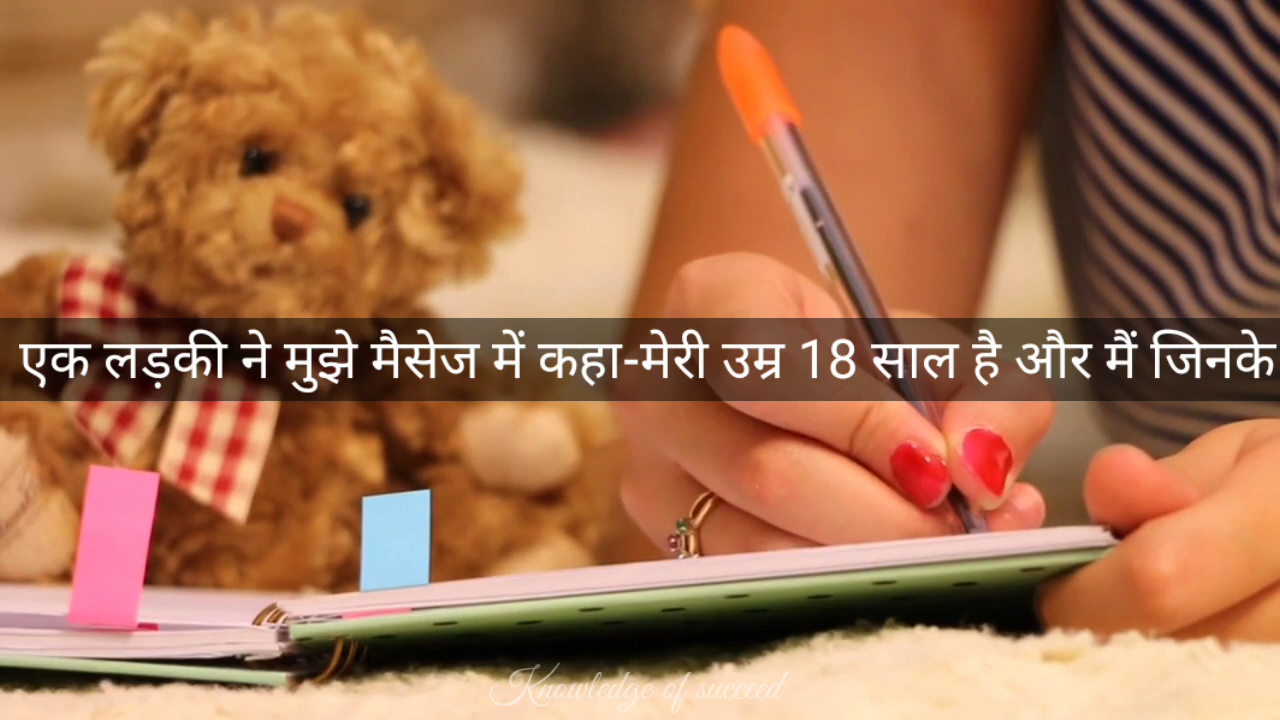 एक लड़की ने मुझे मैसेज में कहा-मेरी उम्र 18 साल है और मैं जिनके
Knowledge of succeed